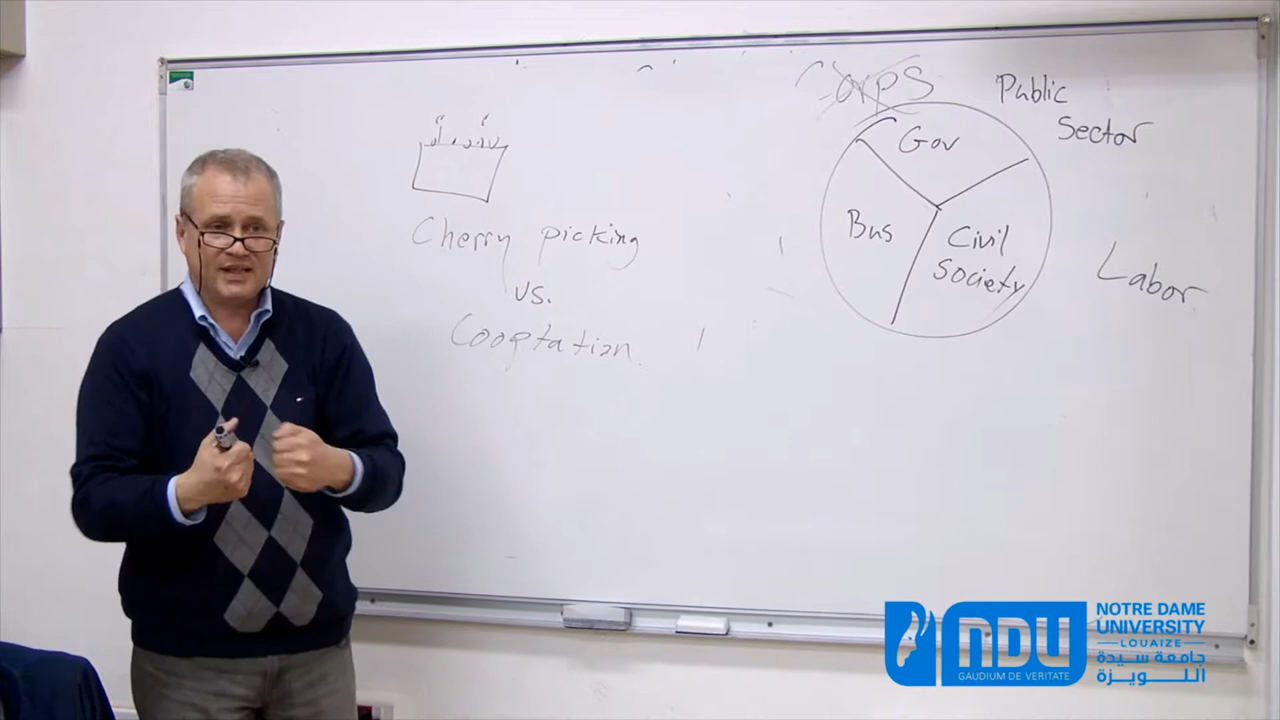 Cherry picking
vs.
Cooptation
Corps
Gov
Bus
Civil
Society
Public
Sector
Labor
NDU
GAUDIUM DE VERITATE
NOTRE DAME
UNIVERSITY
LOUAIZE
جامعة سيدة
اللويزة